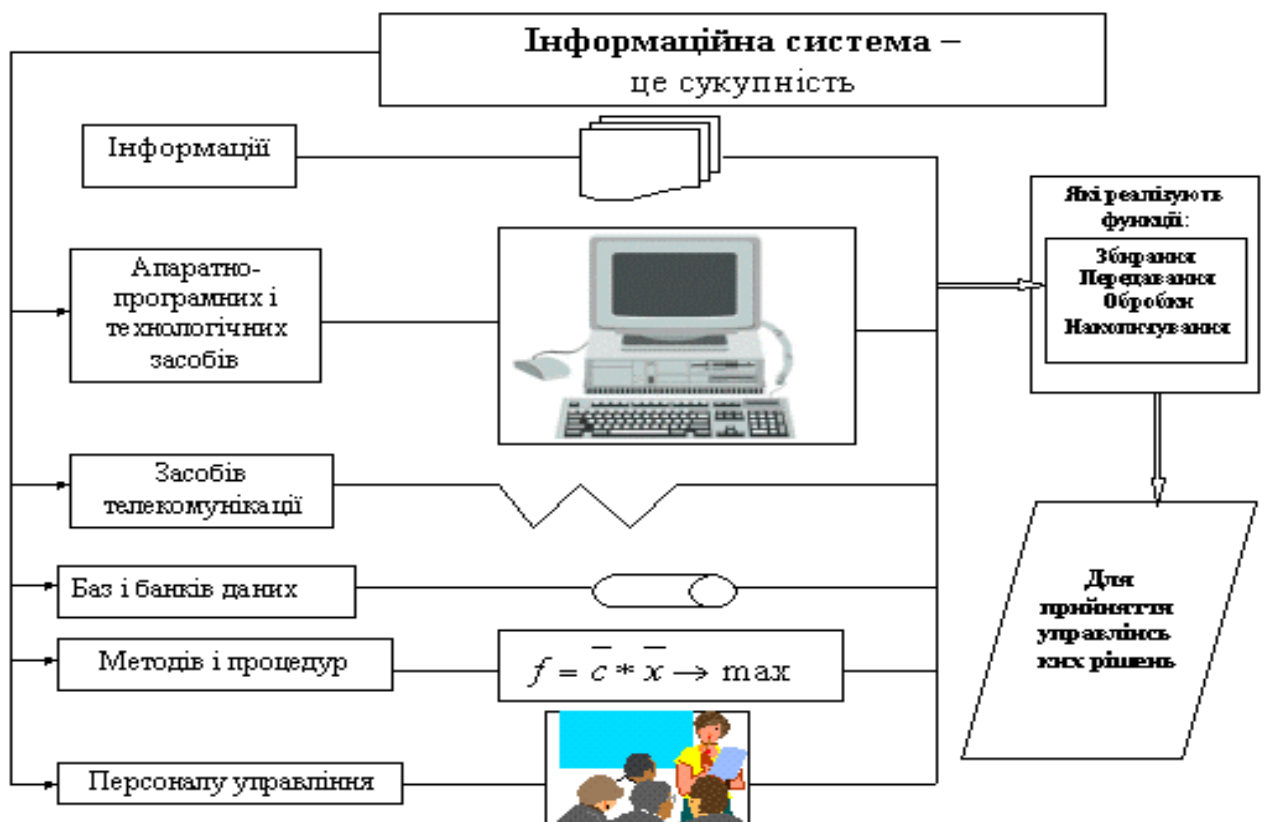 Інформаційна система –
це сукупність
Інформаціії
Апаратно-
програмних і
технологічних
засобів
Засобів
телекомунікації
Баз і банків даних
Методів і процедур
f = c * x → max
Персоналу управління
Які реалізують
функції:
Збирання
Передавання
Обробки
Накопичування
Для
прийняття
управлінсь
ких рішень